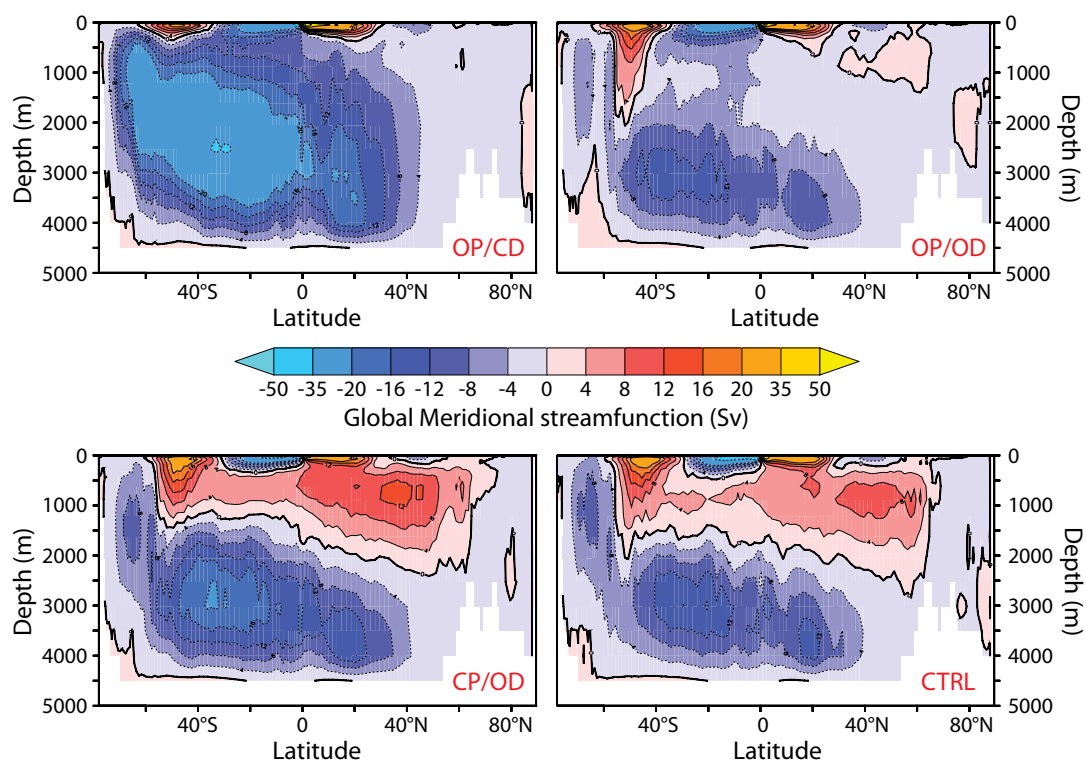 0
1000
2000
3000
4000
5000
Depth (m)
OP/CD
40°S 0 40°N 80°N
Latitude
0
1000
2000
3000
4000
5000
Depth (m)
OP/OD
40°S 0 40°N 80°N
Latitude
-50 -35 -20 -16 -12 -8 -4 0 4 8 12 16 20 35 50
Global Meridional streamfunction (Sv)
0
1000
2000
3000
4000
5000
Depth (m)
CP/OD
40°S 0 40°N 80°N
Latitude
0
1000
2000
3000
4000
5000
Depth (m)
CTRL
40°S 0 40°N 80°N
Latitude